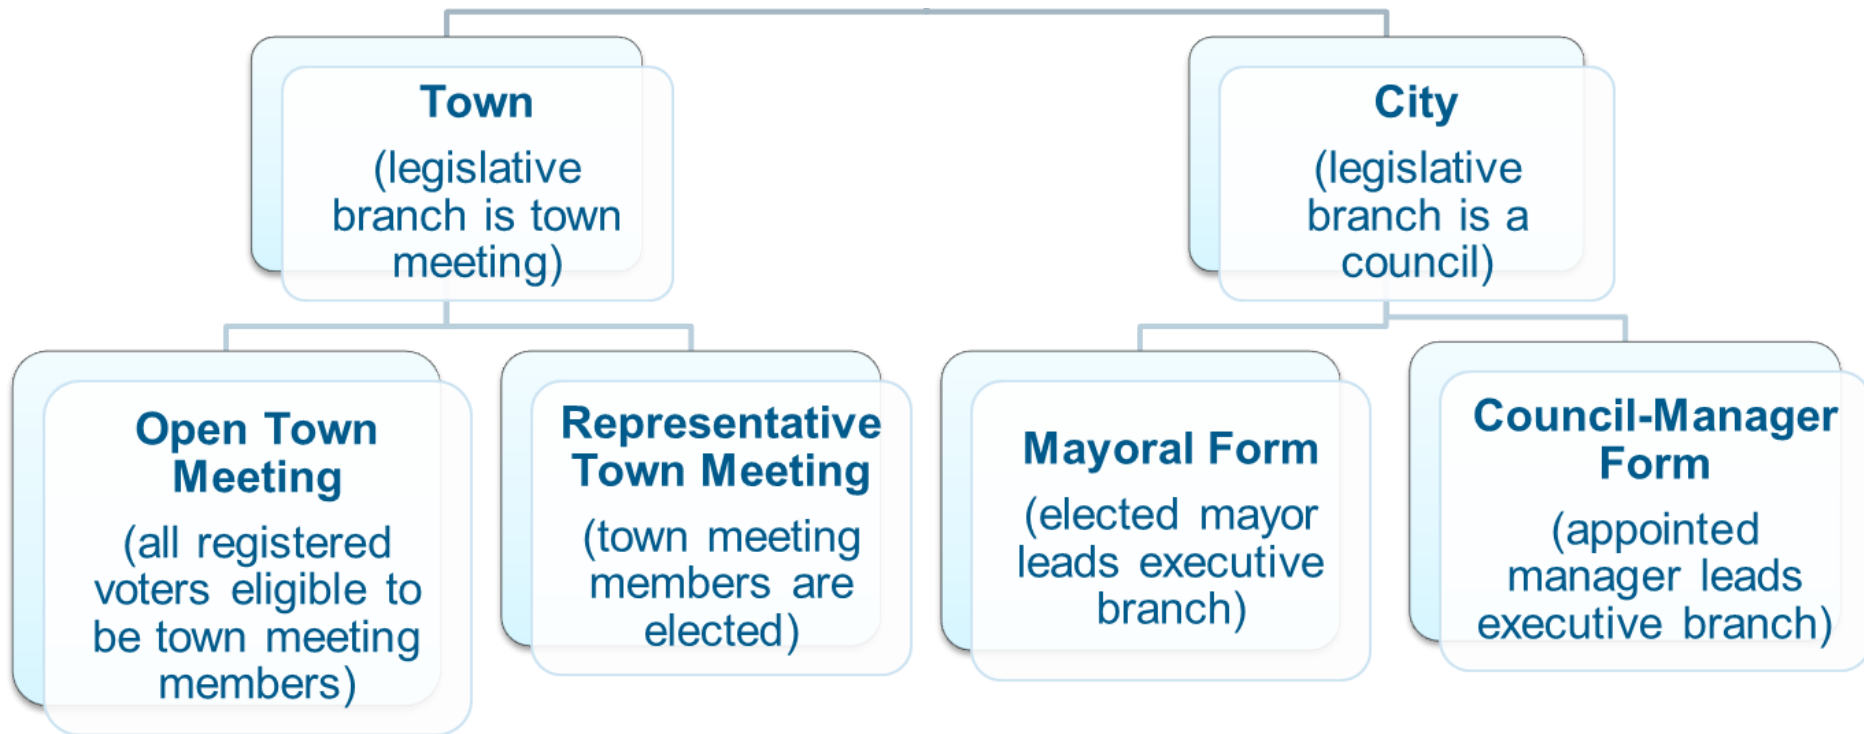 Town
(legislative
branch is town
meeting)
City
(legislative
branch is a
council)
Open Town
Meeting
(all registered
voters eligible to
be town meeting
members)
Representative
Town Meeting
(town meeting
members are
elected)
Mayoral Form
(elected mayor
leads executive
branch)
Council-Manager
Form
(appointed
manager leads
executive branch)